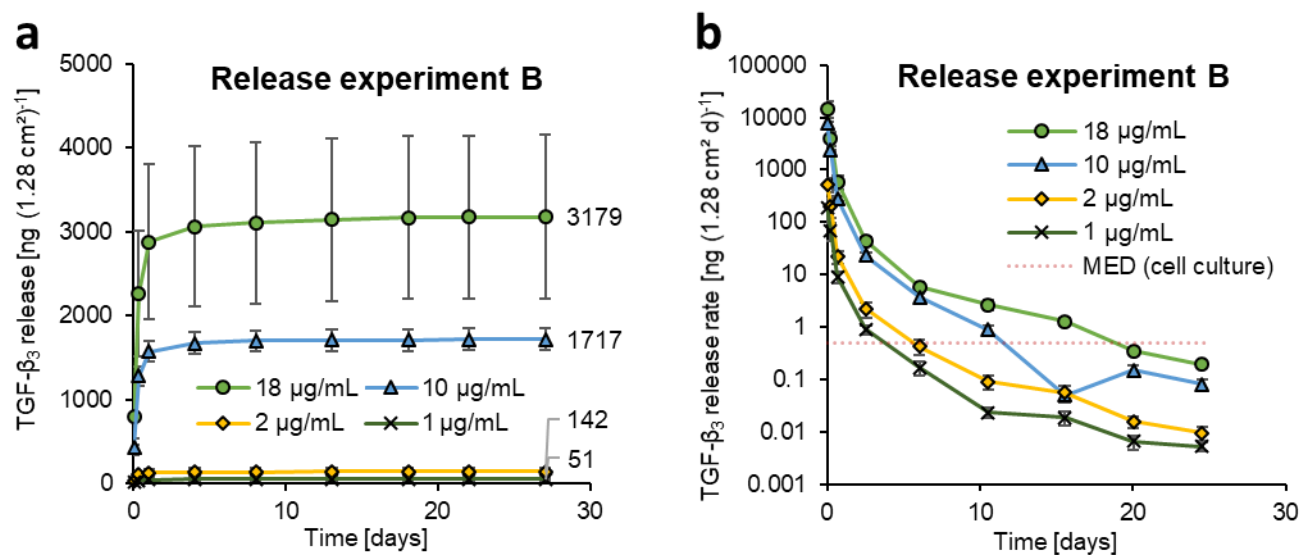 a
Release experiment B
TGF-β₃ release [ng (1.28 cm²)⁻¹]
5000
4000
3000
2000
1000
0
3179
1717
142
51
18 µg/mL
10 µg/mL
2 µg/mL
1 µg/mL
0
10
20
30
Time [days]
b
Release experiment B
TGF-β₃ release rate [ng (1.28 cm² d)⁻¹]
100000
10000
1000
100
10
1
0.1
0.01
0.001
18 µg/mL
10 µg/mL
2 µg/mL
1 µg/mL
MED (cell culture)
0
10
20
30
Time [days]